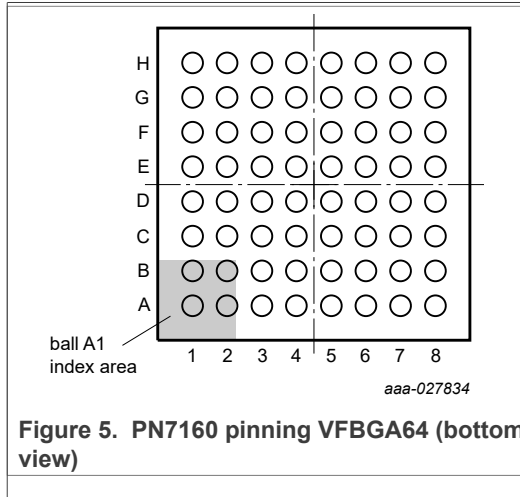 H
G
F
E
D
C
B
A
ball A1
index area
1 2 3 4 5 6 7 8
aaa-027834
Figure 5. PN7160 pinning VFBGA64 (bottom
view)